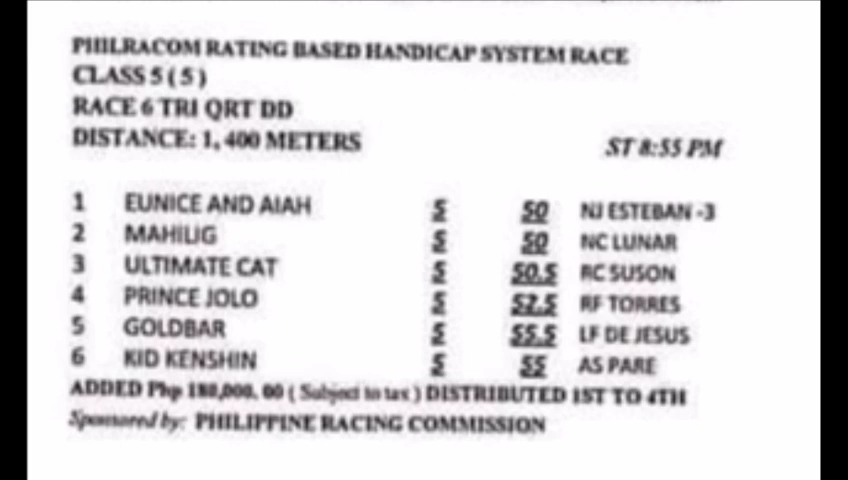 PHILRACOM RATING BASED HANDICAP SYSTEM RACE
CLASS 5 ( 5 )
RACE 6 TRI QRT DD
DISTANCE: 1, 400 METERS ST 8:55 PM
1 EUNICE AND AIAH 5 50 NJ ESTEBAN -3
2 MAHILIG 5 50 NC LUNAR
3 ULTIMATE CAT 5 50.5 RC SUSON
4 PRINCE JOLO 5 52.5 RF TORRES
5 GOLDBAR 5 55.5 LF DE JESUS
6 KID KENSHIN 5 55 AS PARE
ADDED Php 180,000. 00 ( Subject to tax ) DISTRIBUTED 1ST TO 4TH
Sponsored by: PHILIPPINE RACING COMMISSION